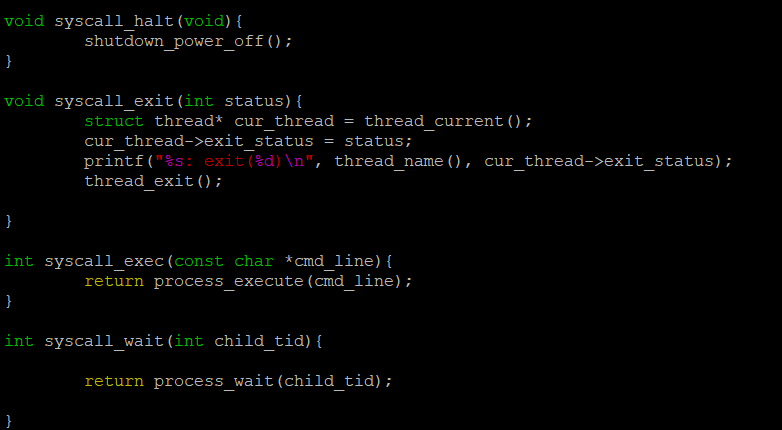 void syscall_halt(void){
shutdown_power_off();
}
void syscall_exit(int status){
struct thread* cur_thread = thread_current();
cur_thread->exit_status = status;
printf("%s: exit(%d)\n", thread_name(), cur_thread->exit_status);
thread_exit();
}
int syscall_exec(const char *cmd_line){
return process_execute(cmd_line);
}
int syscall_wait(int child_tid){
return process_wait(child_tid);
}